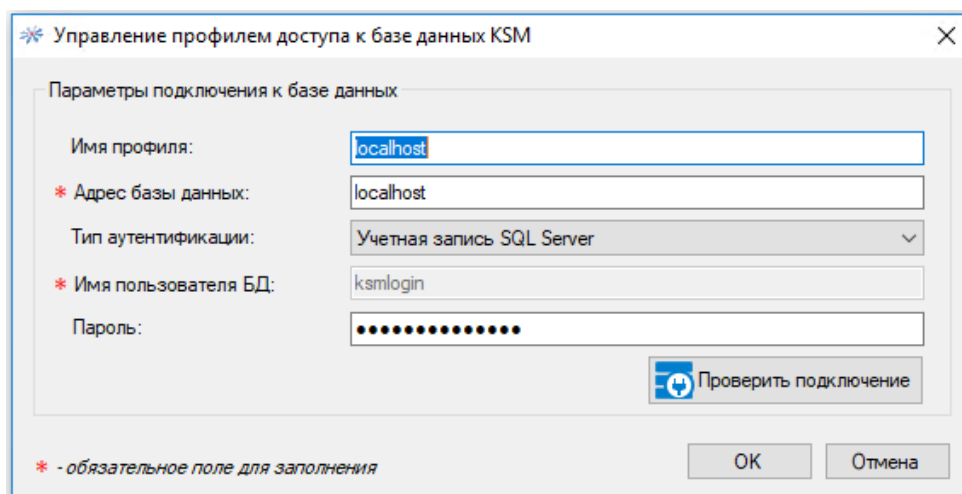 Управление профилем доступа к базе данных KSM
Параметры подключения к базе данных
Имя профиля: localhost
* Адрес базы данных: localhost
Тип аутентификации: Учетная запись SQL Server
* Имя пользователя БД: ksmlogin
Пароль: ••••••••••••••
Проверить подключение
* - обязательное поле для заполнения
OK Отмена